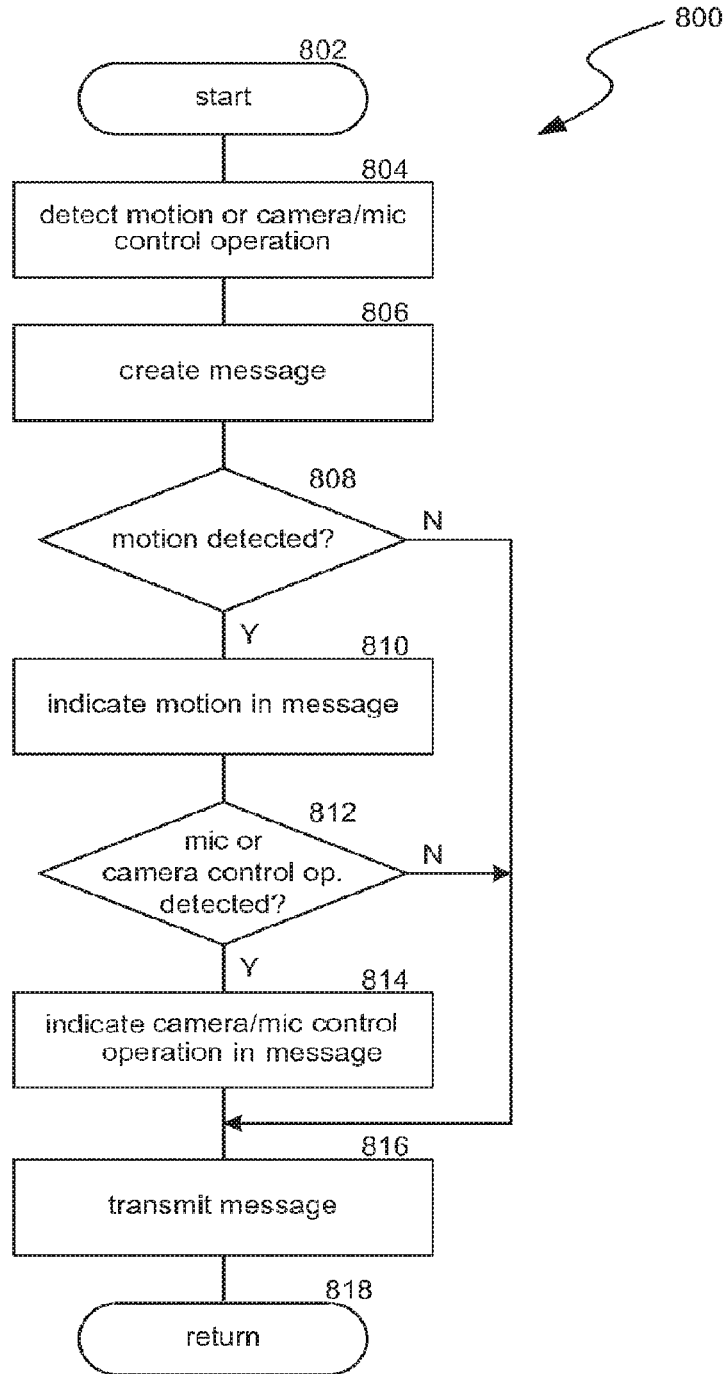 800
802
start
804
detect motion or camera/mic
control operation
806
create message
808
motion detected?
N
Y
810
indicate motion in message
812
mic or
camera control op.
detected?
N
Y
814
indicate camera/mic control
operation in message
816
transmit message
818
return